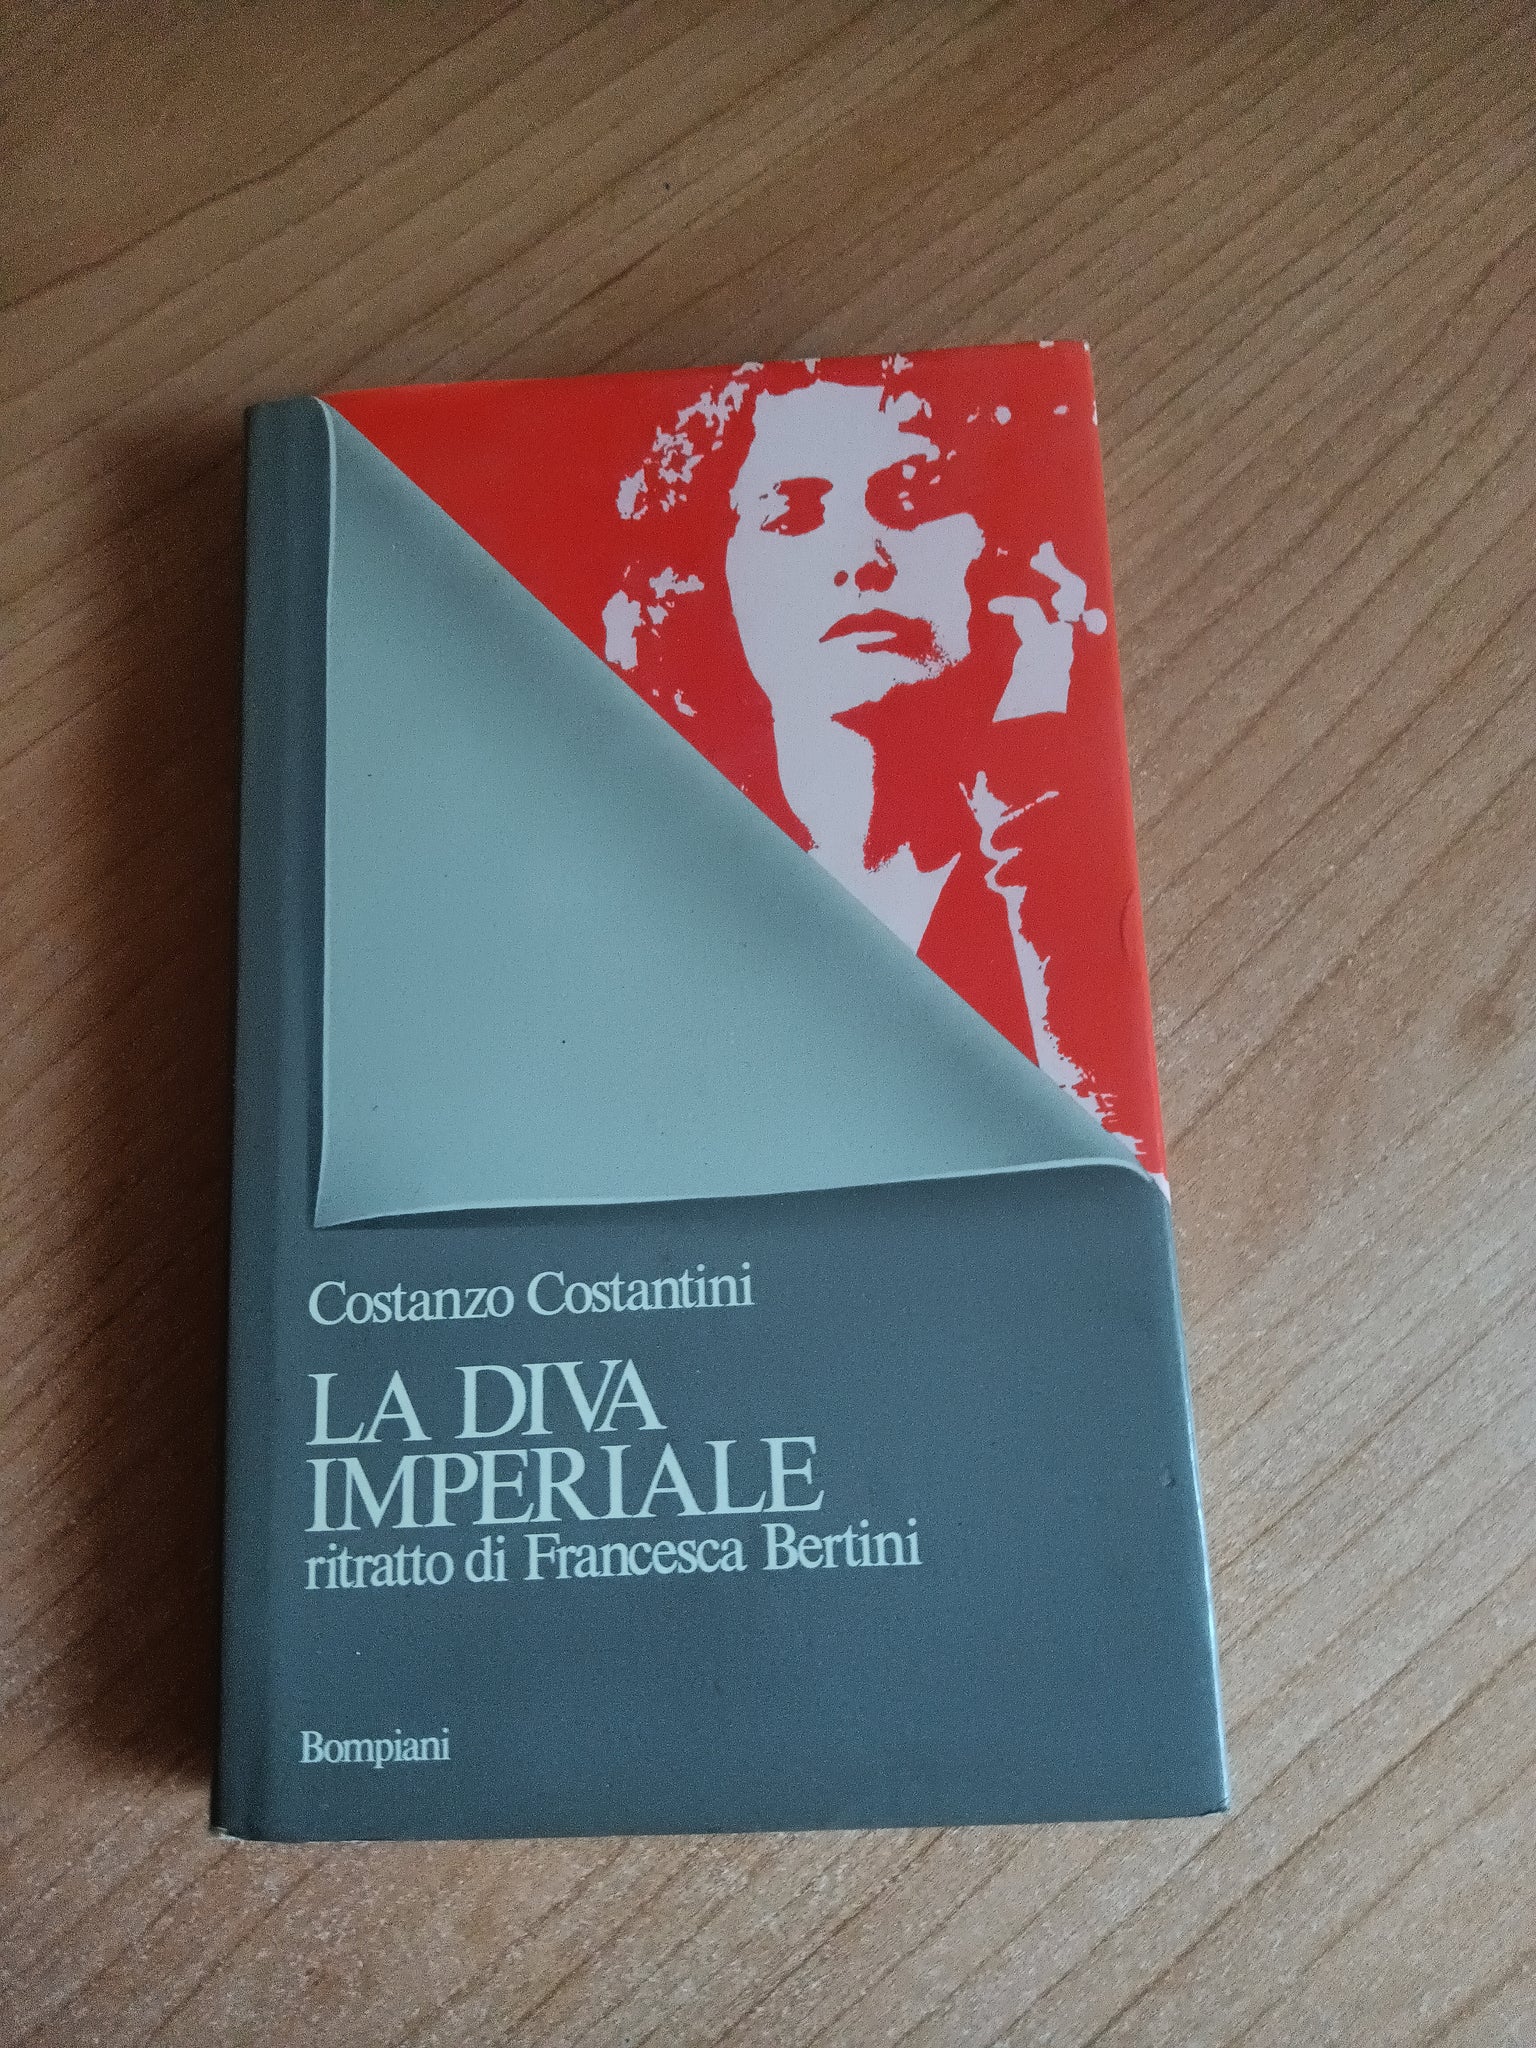 Costanzo Costantini
LA DIVA
IMPERIALE
ritratto di Francesca Bertini
Bompiani